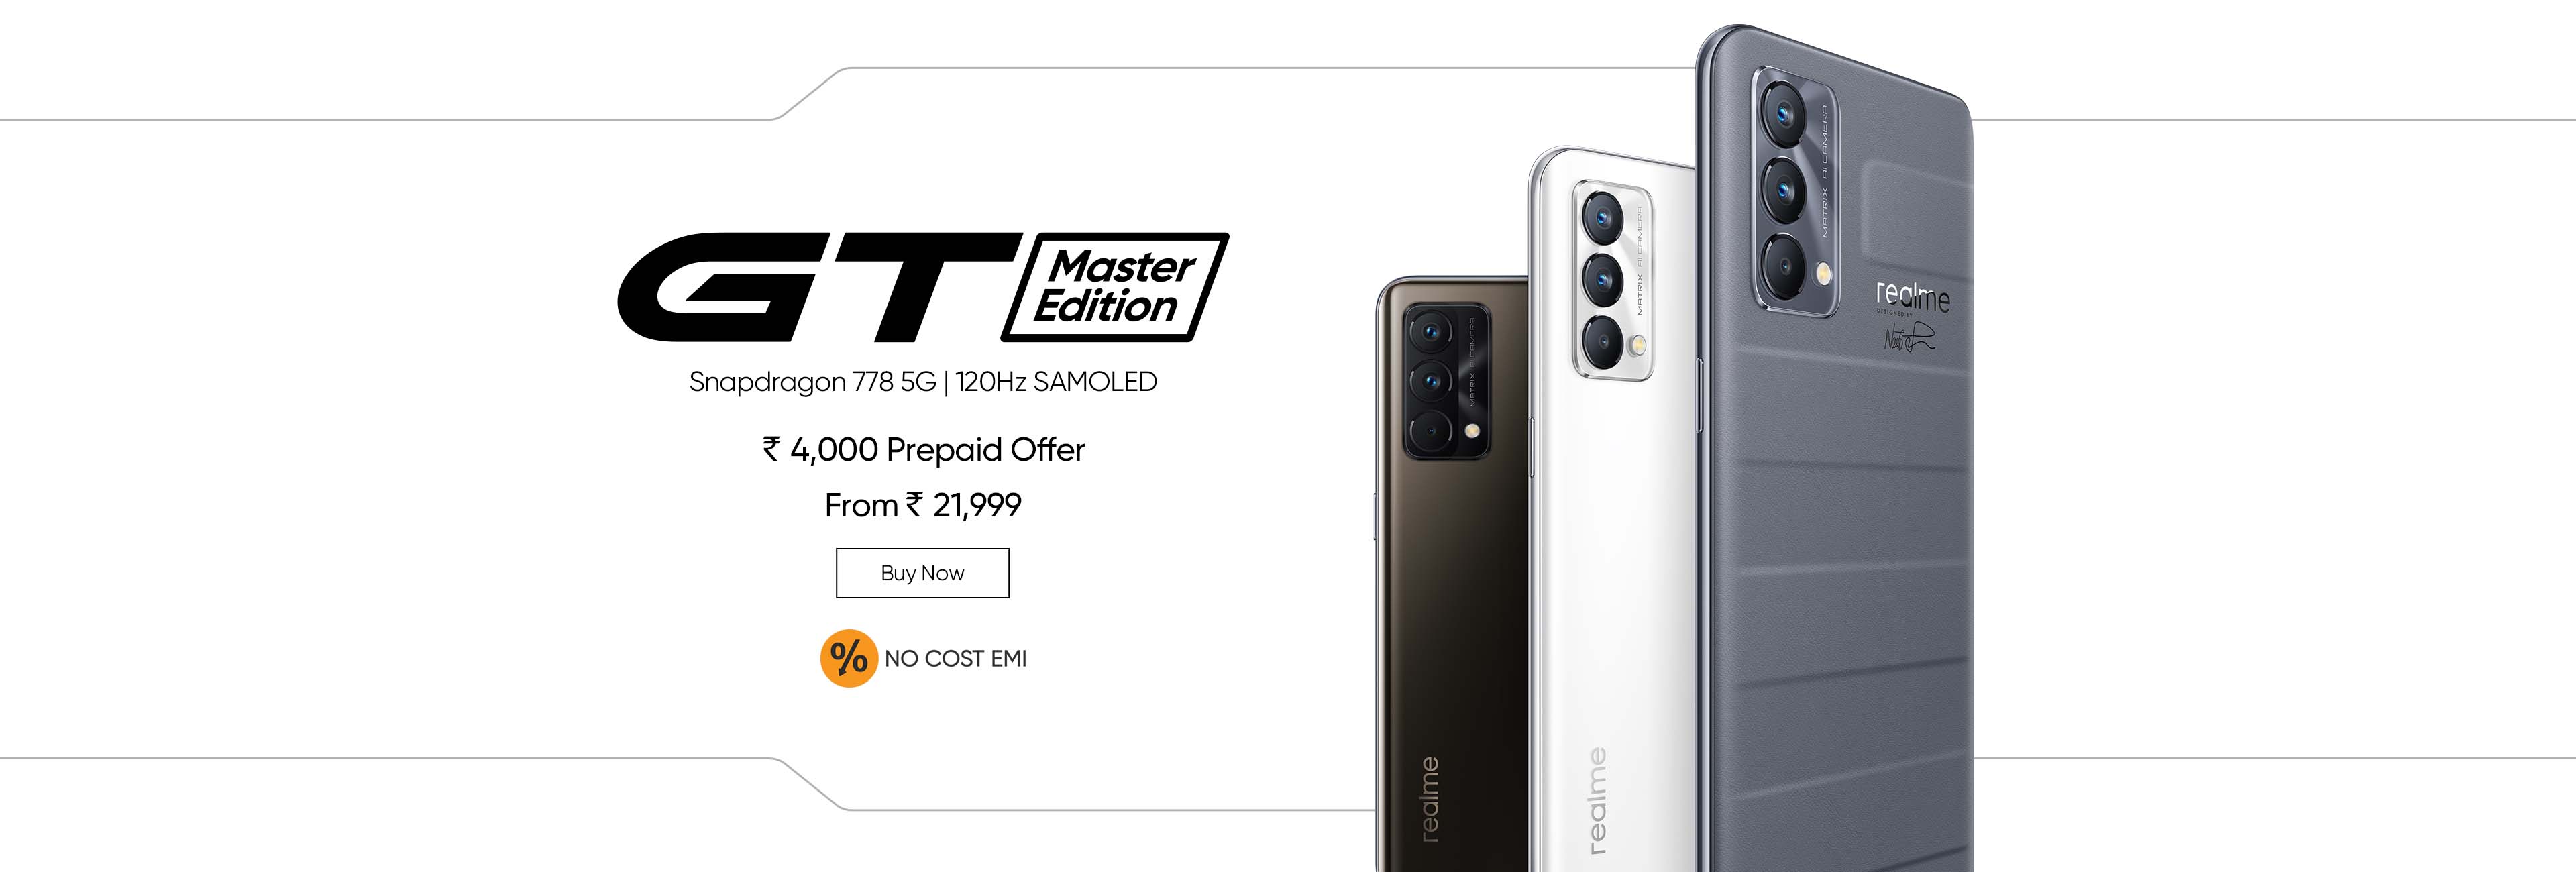 GT Master
Edition
Snapdragon 778 5G | 120Hz SAMOLED
₹ 4,000 Prepaid Offer
From ₹ 21,999
Buy Now
% NO COST EMI
MATRIX AI CAMERA
realme
MATRIX AI CAMERA
realme
MATRIX AI CAMERA
realme
DESIGNED BY